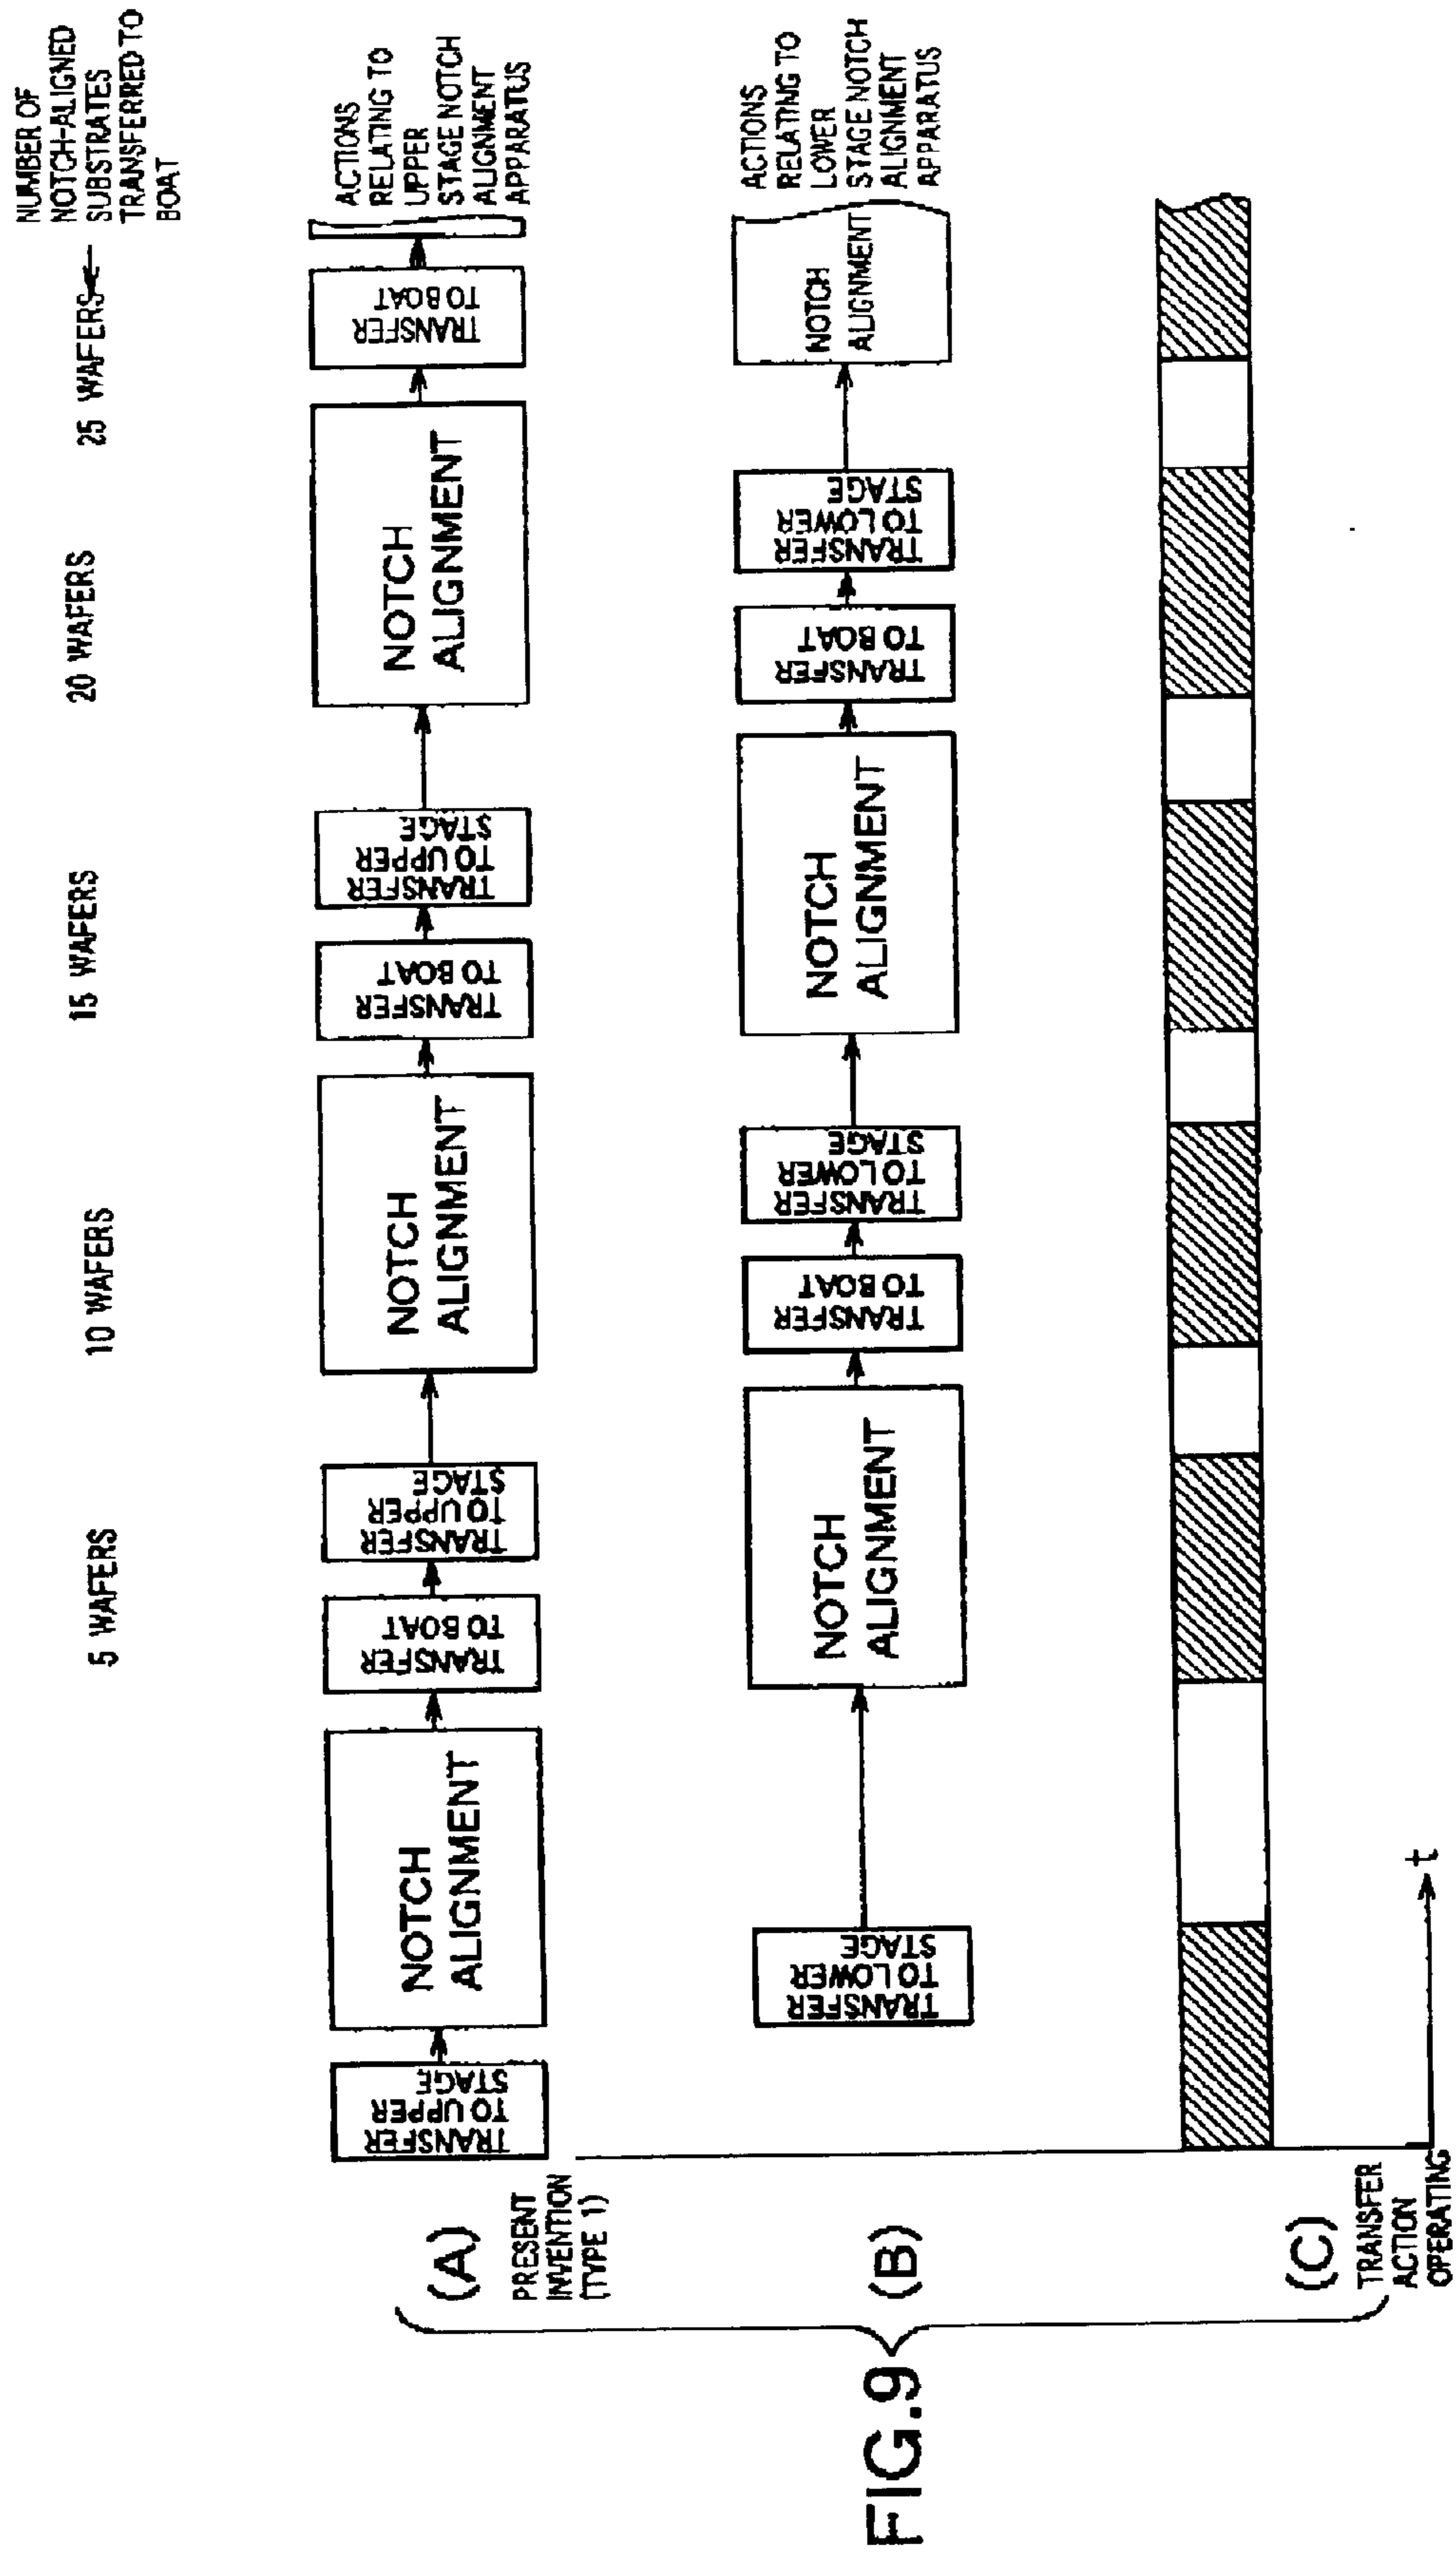 FIG.9
(A)
PRESENT
INVENTION
(TYPE 1)
(B)
(C)
TRANSFER
ACTION
OPERATING
t
5 WAFERS
10 WAFERS
15 WAFERS
20 WAFERS
25 WAFERS
NUMBER OF
NOTCH-ALIGNED
SUBSTRATES
TRANSFERRED TO
BOAT
TRANSFER
TO UPPER
STAGE
NOTCH
ALIGNMENT
TRANSFER
TO BOAT
TRANSFER
TO UPPER
STAGE
NOTCH
ALIGNMENT
TRANSFER
TO BOAT
TRANSFER
TO UPPER
STAGE
NOTCH
ALIGNMENT
TRANSFER
TO BOAT
ACTIONS
RELATING TO
UPPER
STAGE NOTCH
ALIGNMENT
APPARATUS
TRANSFER
TO LOWER
STAGE
NOTCH
ALIGNMENT
TRANSFER
TO BOAT
TRANSFER
TO LOWER
STAGE
NOTCH
ALIGNMENT
TRANSFER
TO BOAT
TRANSFER
TO LOWER
STAGE
NOTCH
ALIGNMENT
ACTIONS
RELATING TO
LOWER
STAGE NOTCH
ALIGNMENT
APPARATUS